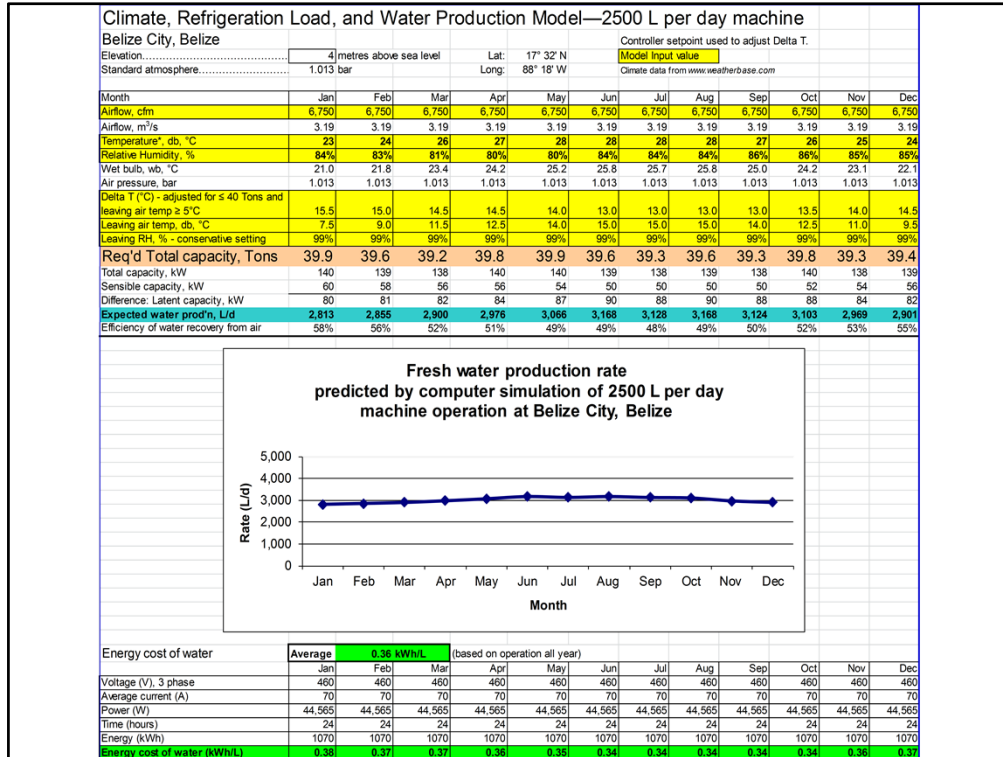 Climate, Refrigeration Load, and Water Production Model—2500 L per day machine
Belize City, Belize Controller setpoint used to adjust Delta T.
Elevation.......................................... 4 metres above sea level Lat: 17° 32' N Model Input value
Standard atmosphere.......................... 1.013 bar Long: 88° 18' W Climate data from www.weatherbase.com
Month Jan Feb Mar Apr May Jun Jul Aug Sep Oct Nov Dec
Airflow, cfm 6,750 6,750 6,750 6,750 6,750 6,750 6,750 6,750 6,750 6,750 6,750 6,750
Airflow, m³/s 3.19 3.19 3.19 3.19 3.19 3.19 3.19 3.19 3.19 3.19 3.19 3.19
Temperature*, db, °C 23 24 26 27 28 28 28 28 27 26 25 24
Relative Humidity, % 84% 83% 81% 80% 80% 84% 84% 84% 86% 86% 85% 85%
Wet bulb, wb, °C 21.0 21.8 23.4 24.2 25.2 25.8 25.7 25.8 25.0 24.2 23.1 22.1
Air pressure, bar 1.013 1.013 1.013 1.013 1.013 1.013 1.013 1.013 1.013 1.013 1.013 1.013
Delta T (°C) - adjusted for ≤ 40 Tons and
leaving air temp ≥ 5°C 15.5 15.0 14.5 14.5 14.0 13.0 13.0 13.0 13.0 13.5 14.0 14.5
Leaving air temp, db, °C 7.5 9.0 11.5 12.5 14.0 15.0 15.0 15.0 14.0 12.5 11.0 9.5
Leaving RH, % - conservative setting 99% 99% 99% 99% 99% 99% 99% 99% 99% 99% 99% 99%
Req'd Total capacity, Tons 39.9 39.6 39.2 39.8 39.9 39.6 39.3 39.6 39.3 39.8 39.3 39.4
Total capacity, kW 140 139 138 140 140 139 138 139 138 140 138 139
Sensible capacity, kW 60 58 56 56 54 50 50 50 50 52 54 56
Difference: Latent capacity, kW 80 81 82 84 87 90 88 90 88 88 84 82
Expected water prod'n, L/d 2,813 2,855 2,900 2,976 3,066 3,168 3,128 3,168 3,124 3,103 2,969 2,901
Efficiency of water recovery from air 58% 56% 52% 51% 49% 49% 48% 49% 50% 52% 53% 55%
Fresh water production rate
predicted by computer simulation of 2500 L per day
machine operation at Belize City, Belize
5,000
4,000
3,000
2,000
1,000
0
Rate (L/d)
Jan Feb Mar Apr May Jun Jul Aug Sep Oct Nov Dec
Month
Energy cost of water Average 0.36 kWh/L (based on operation all year)
Jan Feb Mar Apr May Jun Jul Aug Sep Oct Nov Dec
Voltage (V), 3 phase 460 460 460 460 460 460 460 460 460 460 460 460
Average current (A) 70 70 70 70 70 70 70 70 70 70 70 70
Power (W) 44,565 44,565 44,565 44,565 44,565 44,565 44,565 44,565 44,565 44,565 44,565 44,565
Time (hours) 24 24 24 24 24 24 24 24 24 24 24 24
Energy (kWh) 1070 1070 1070 1070 1070 1070 1070 1070 1070 1070 1070 1070
Energy cost of water (kWh/L) 0.38 0.37 0.37 0.36 0.35 0.34 0.34 0.34 0.34 0.34 0.36 0.37